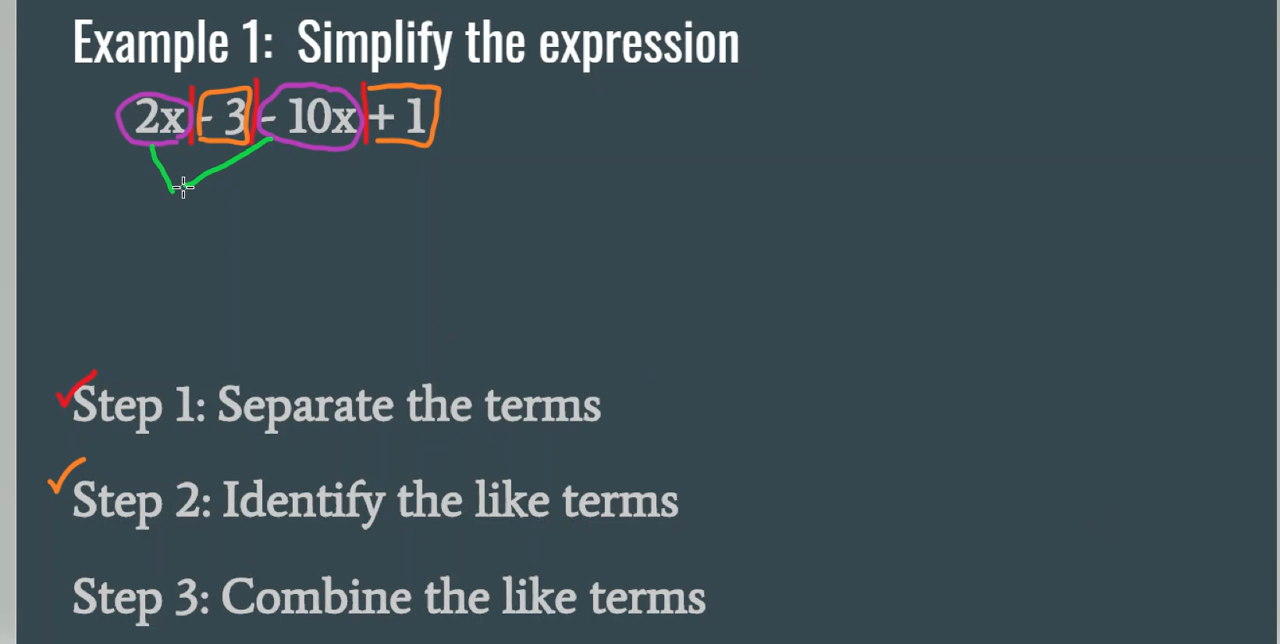 Example 1: Simplify the expression
2x - 3 - 10x + 1
Step 1: Separate the terms
Step 2: Identify the like terms
Step 3: Combine the like terms